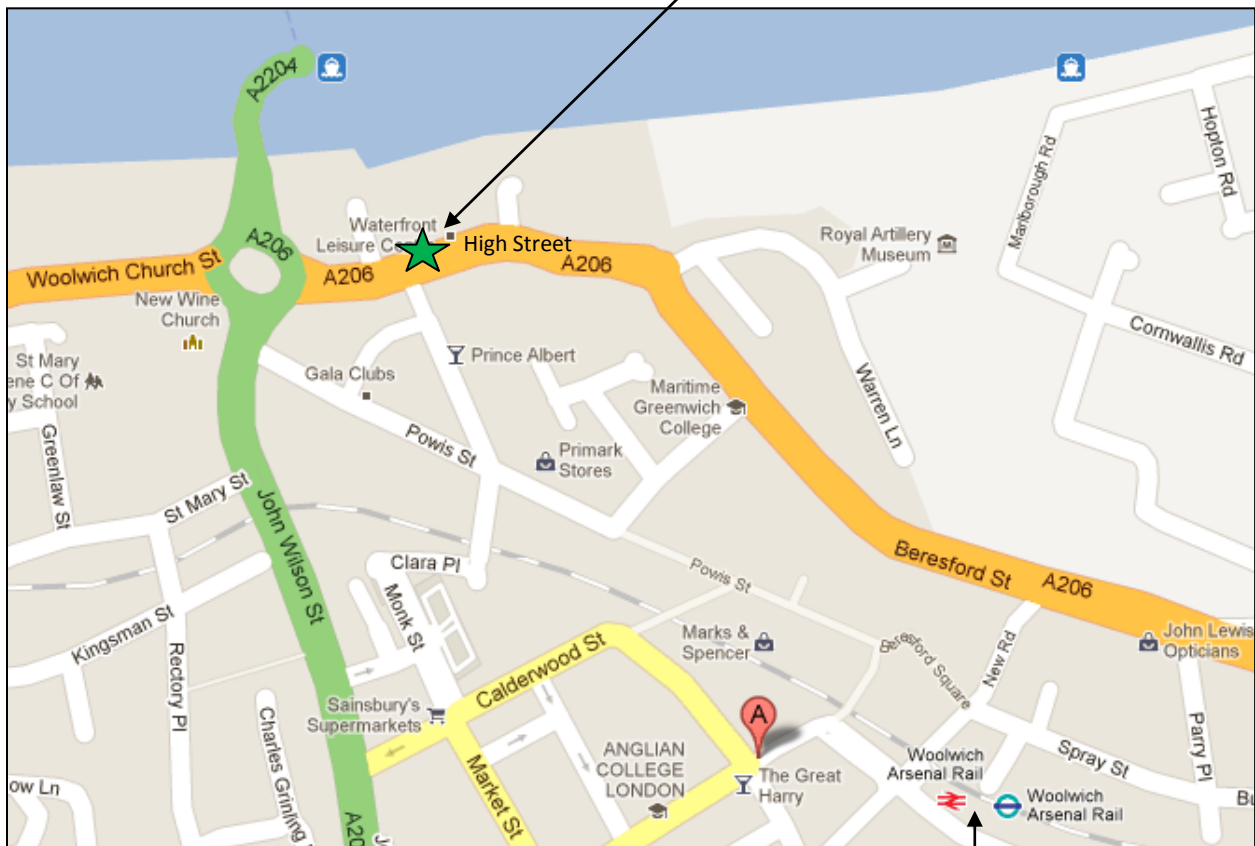 A2204
Hopton Rd
Marlborough Rd
Waterfront
Leisure Ce
High Street
A206
Royal Artillery
Museum
Woolwich Church St
A206
A206
New Wine
Church
Cornwallis Rd
St Mary
ene C Of
y School
Prince Albert
Gala Clubs
Maritime
Greenwich
College
Warren Ln
Powis St
Primark
Stores
Greenlaw St
St Mary St
John Wilson St
Beresford St
A206
Clara Pl
Powis St
Monk St
Kingsman St
Rectory Pl
Marks &
Spencer
Beresford Square
New Rd
John Lewis
Opticians
Calderwood St
Sainsbury's
Supermarkets
A
Charles Grinling
Parry Pl
ANGLIAN
COLLEGE
LONDON
Woolwich
Arsenal Rail
Spray St
ow Ln
Market St
The Great
Harry
Woolwich
Arsenal Rail
Bu
A20